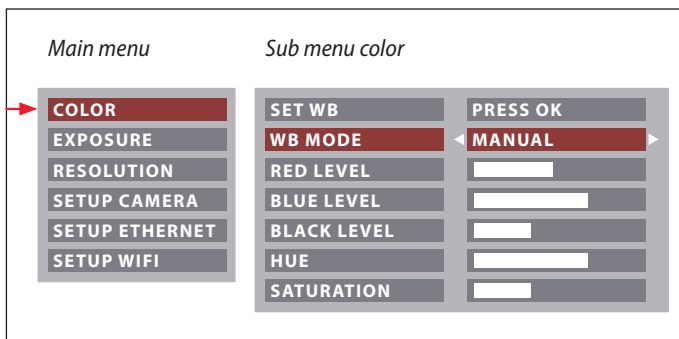 Main menu
Sub menu color
COLOR
EXPOSURE
RESOLUTION
SETUP CAMERA
SETUP ETHERNET
SETUP WIFI
SET WB PRESS OK
WB MODE MANUAL
RED LEVEL
BLUE LEVEL
BLACK LEVEL
HUE
SATURATION